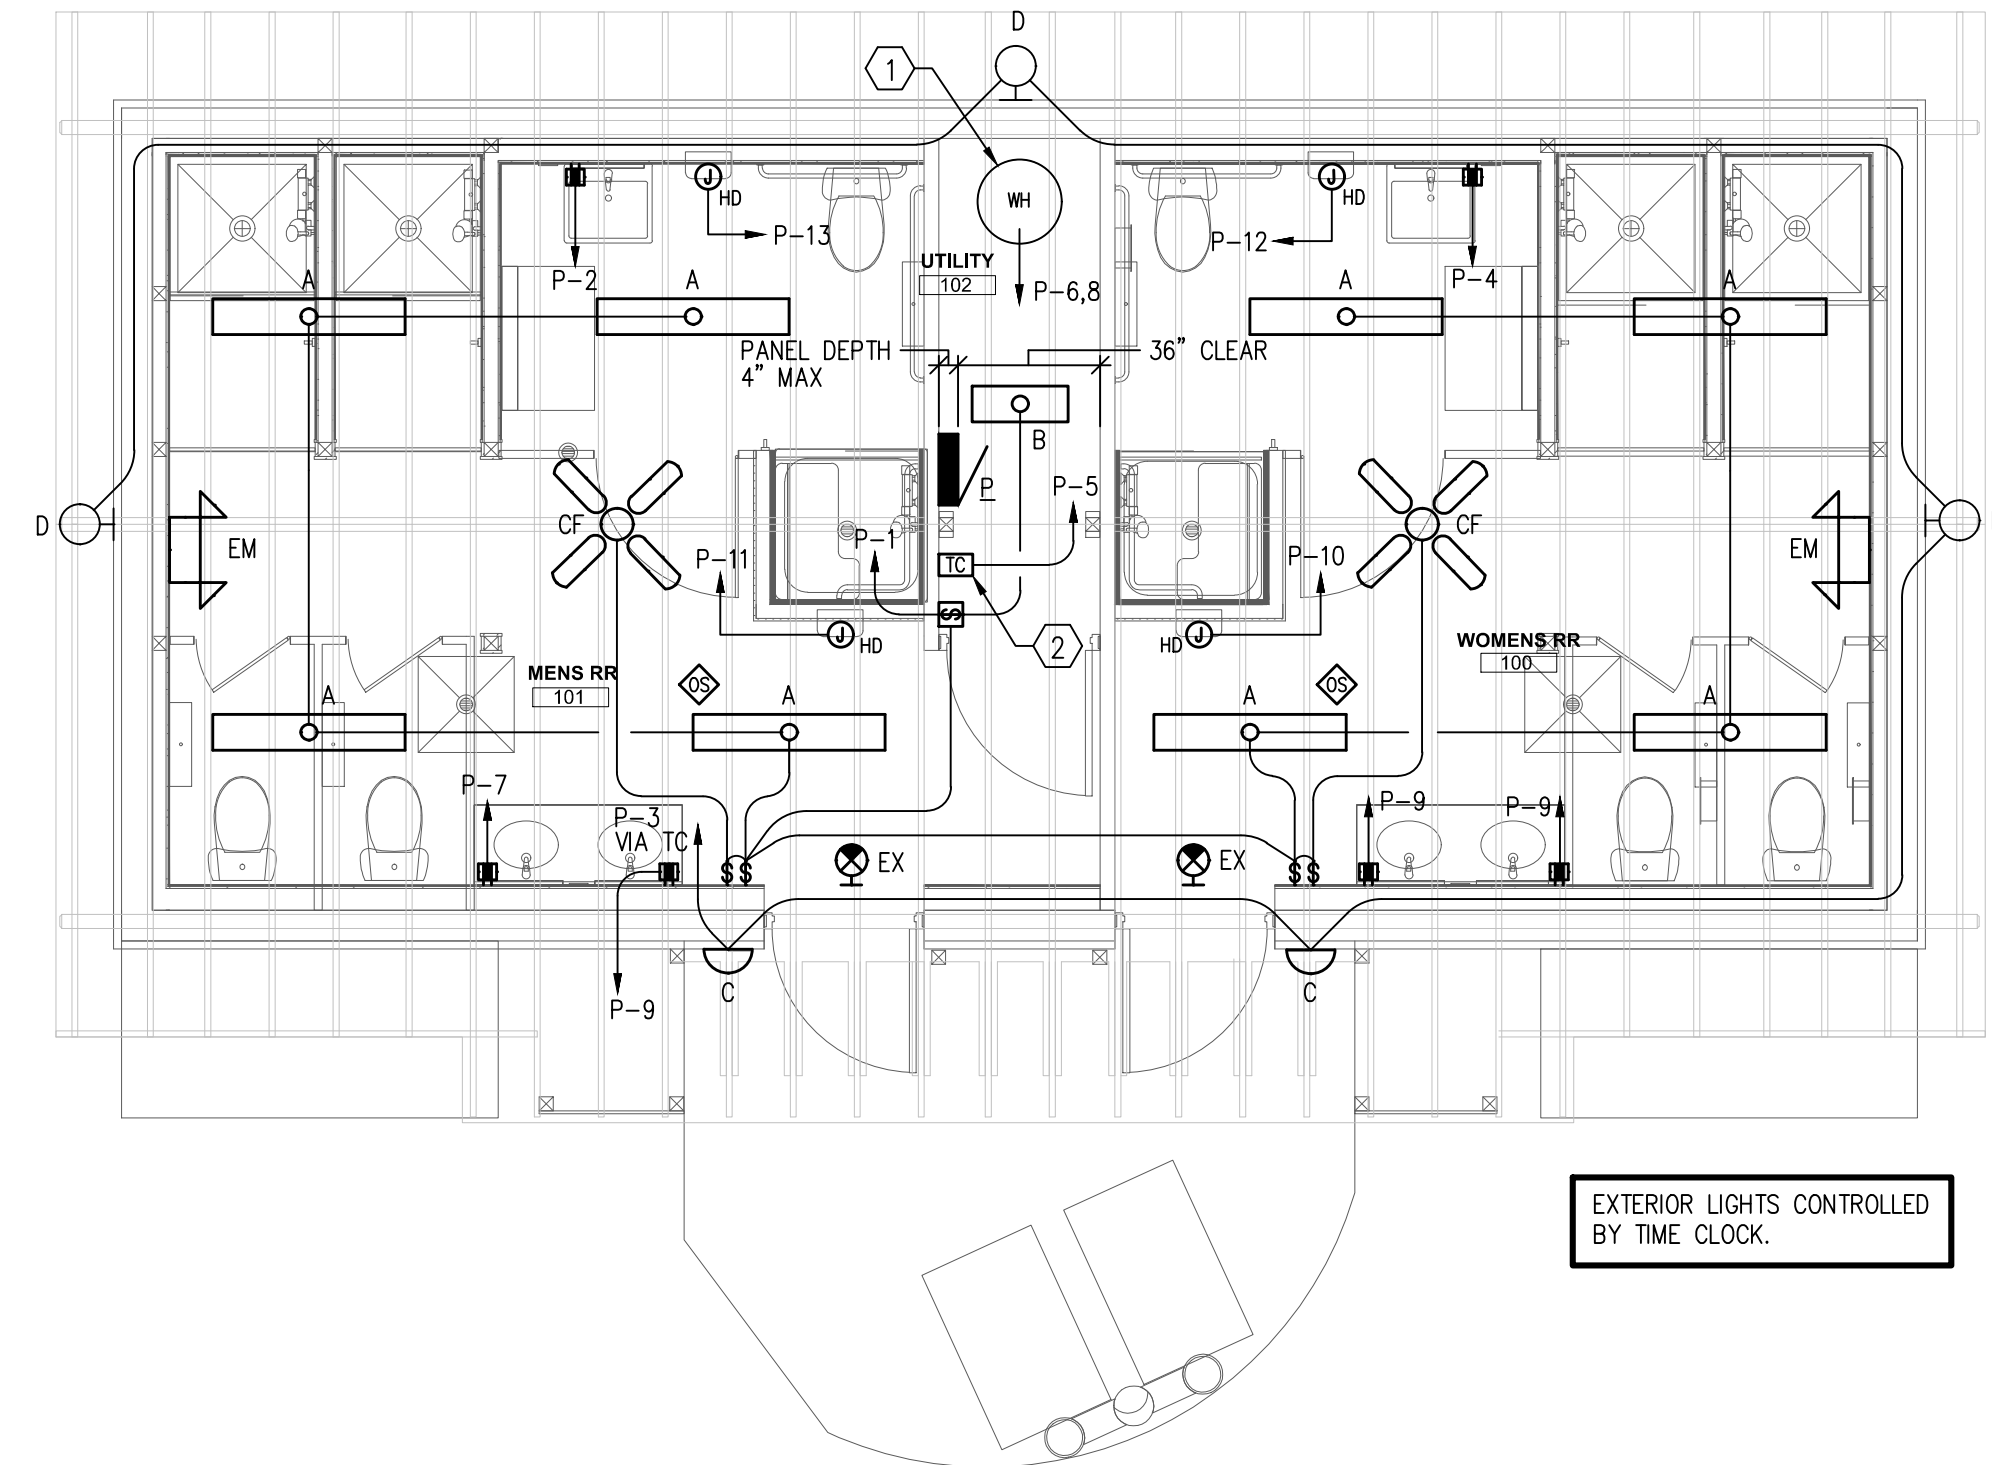 D
1
J
HD
WH
J
HD
P-13
P-12
UTILITY
102
P-2
P-6,8
P-4
A
A
A
A
PANEL DEPTH
4" MAX
36" CLEAR
B
P
P-5
D
CF
CF
EM
P-11
P-1
TC
P-10
EM
S
J
HD
2
J
HD
WOMENS RR
100
MENS RR
101
OS
OS
A
A
A
A
P-7
P-3
VIA TC
P-9
P-9
$ $
EX
EX
$ $
P-9
C
C
EXTERIOR LIGHTS CONTROLLED
BY TIME CLOCK.